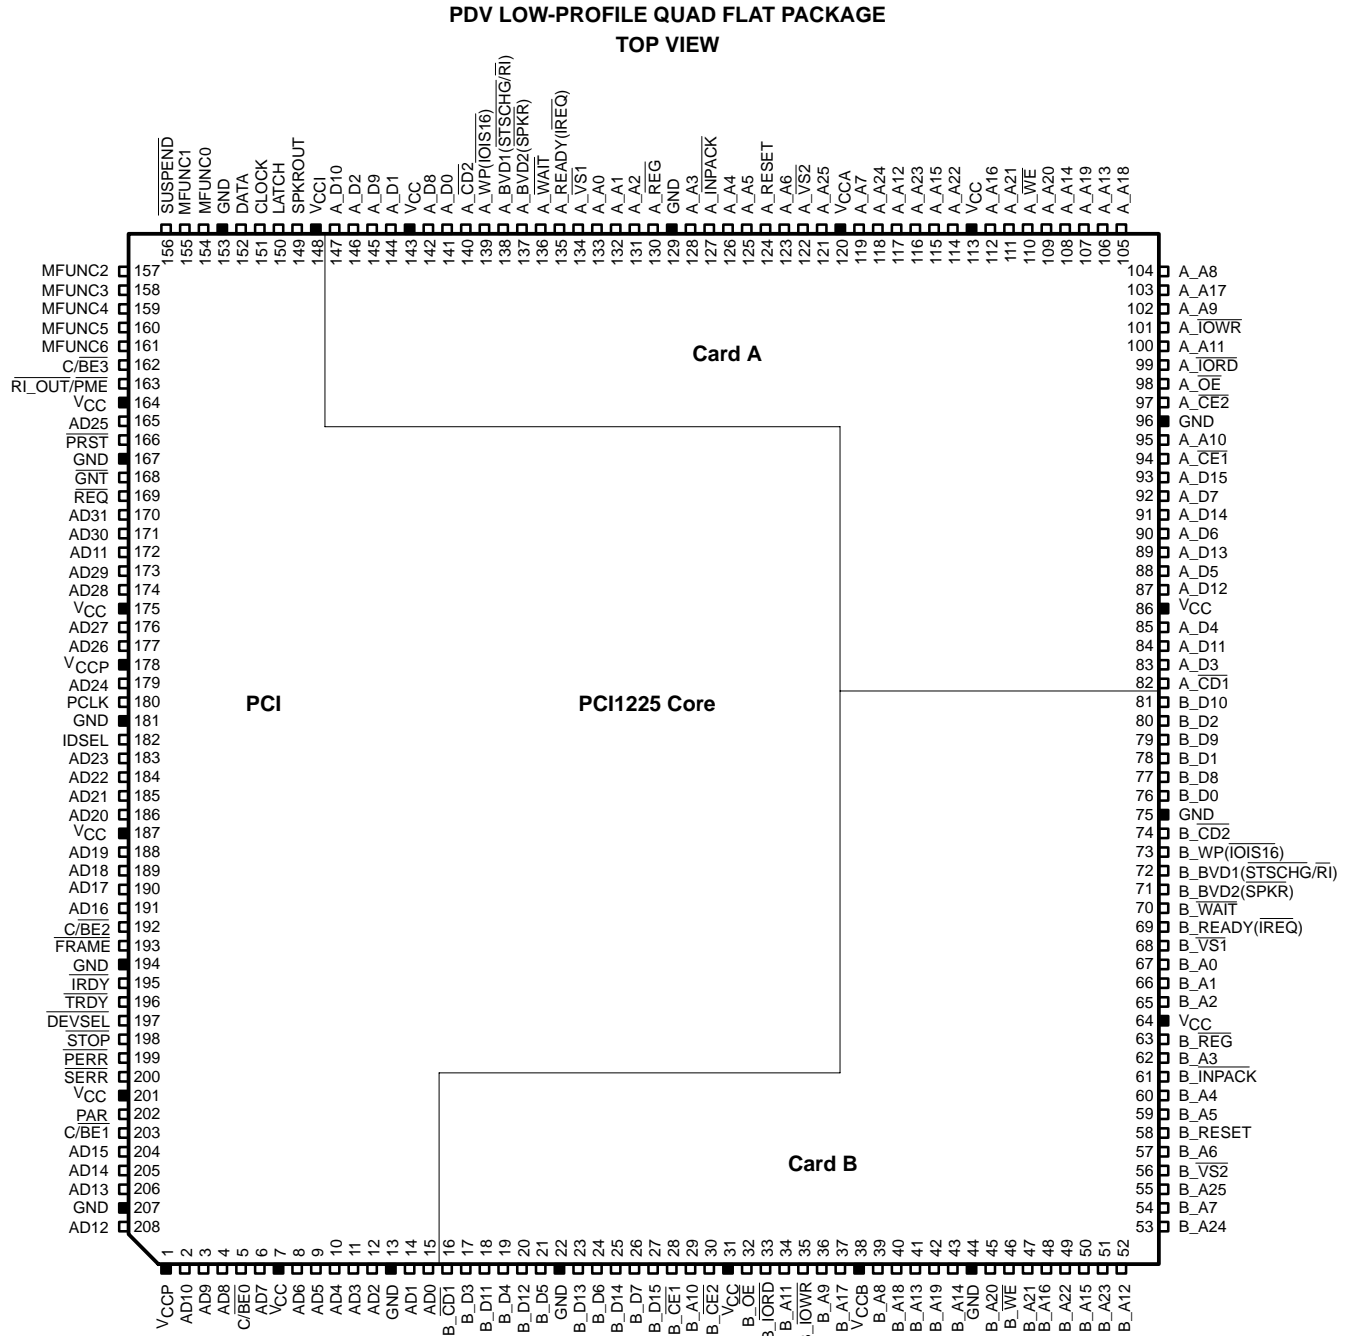 PDV LOW-PROFILE QUAD FLAT PACKAGE
TOP VIEW
SUSPEND
MFUNC1
MFUNC0
GND
DATA
CLOCK
LATCH
SPKROUT
VCCI
A_D10
A_D2
A_D9
A_D1
VCC
A_D8
A_D0
A_CD2
A_WP(IOIS16)
A_BVD1(STSCHG/RI)
A_BVD2(SPKR)
A_WAIT
A_READY(IREQ)
A_VS1
A_A0
A_A1
A_A2
A_REG
GND
A_A3
A_INPACK
A_A4
A_A5
A_RESET
A_A6
A_VS2
A_A25
VCCA
A_A7
A_A24
A_A12
A_A23
A_A15
A_A22
VCC
A_A16
A_A21
A_WE
A_A20
A_A14
A_A19
A_A13
A_A18
156 155 154 153 152 151 150 149 148 147 146 145 144 143 142 141 140 139 138 137 136 135 134 133 132 131 130 129 128 127 126 125 124 123 122 121 120 119 118 117 116 115 114 113 112 111 110 109 108 107 106 105
MFUNC2 157
MFUNC3 158
MFUNC4 159
MFUNC5 160
MFUNC6 161
C/BE3 162
RI_OUT/PME 163
VCC 164
AD25 165
PRST 166
GND 167
GNT 168
REQ 169
AD31 170
AD30 171
AD11 172
AD29 173
AD28 174
VCC 175
AD27 176
AD26 177
VCCP 178
AD24 179
PCLK 180
GND 181
IDSEL 182
AD23 183
AD22 184
AD21 185
AD20 186
VCC 187
AD19 188
AD18 189
AD17 190
AD16 191
C/BE2 192
FRAME 193
GND 194
IRDY 195
TRDY 196
DEVSEL 197
STOP 198
PERR 199
SERR 200
VCC 201
PAR 202
C/BE1 203
AD15 204
AD14 205
AD13 206
GND 207
AD12 208
Card A
PCI
PCI1225 Core
Card B
104 A_A8
103 A_A17
102 A_A9
101 A_IOWR
100 A_A11
99 A_IORD
98 A_OE
97 A_CE2
96 GND
95 A_A10
94 A_CE1
93 A_D15
92 A_D7
91 A_D14
90 A_D6
89 A_D13
88 A_D5
87 A_D12
86 VCC
85 A_D4
84 A_D11
83 A_D3
82 A_CD1
81 B_D10
80 B_D2
79 B_D9
78 B_D1
77 B_D8
76 B_D0
75 GND
74 B_CD2
73 B_WP(IOIS16)
72 B_BVD1(STSCHG/RI)
71 B_BVD2(SPKR)
70 B_WAIT
69 B_READY(IREQ)
68 B_VS1
67 B_A0
66 B_A1
65 B_A2
64 VCC
63 B_REG
62 B_A3
61 B_INPACK
60 B_A4
59 B_A5
58 B_RESET
57 B_A6
56 B_VS2
55 B_A25
54 B_A7
53 B_A24
1 2 3 4 5 6 7 8 9 10 11 12 13 14 15 16 17 18 19 20 21 22 23 24 25 26 27 28 29 30 31 32 33 34 35 36 37 38 39 40 41 42 43 44 45 46 47 48 49 50 51 52
VCCP
AD10
AD9
AD8
C/BE0
AD7
VCC
AD6
AD5
AD4
AD3
AD2
GND
AD1
AD0
B_CD1
B_D3
B_D11
B_D4
B_D12
B_D5
GND
B_D13
B_D6
B_D14
B_D7
B_D15
B_CE1
B_A10
B_CE2
VCC
B_OE
B_IORD
B_A11
B_IOWR
B_A9
B_A17
VCCB
B_A8
B_A18
B_A13
B_A19
B_A14
GND
B_A20
B_WE
B_A21
B_A16
B_A22
B_A15
B_A23
B_A12